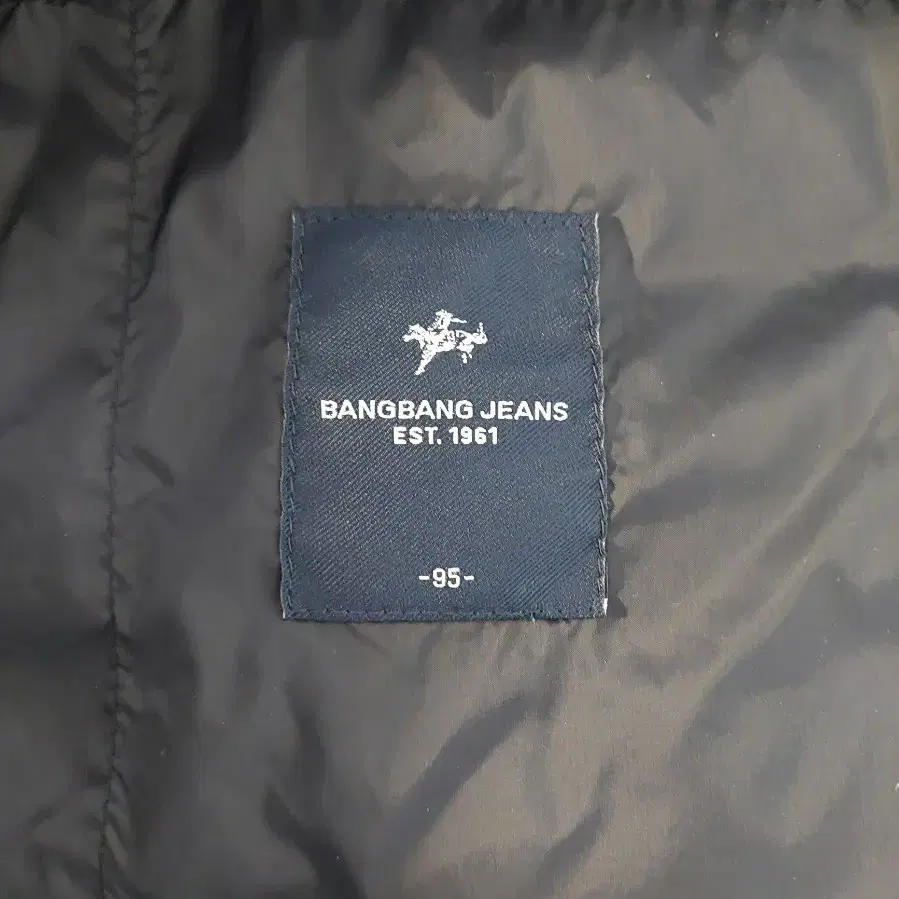 BANGBANG JEANS
EST. 1961
-95-